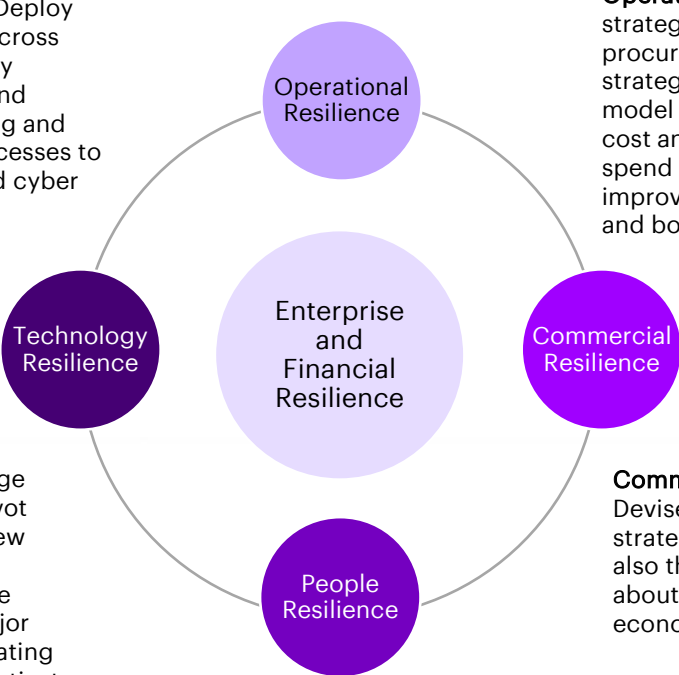 Deploy
cross
y
nd
g and
cesses to
d cyber
Operational
Resilience
strateg
procur
strateg
model
cost an
spend
improv
and bo
Technology
Resilience
Enterprise
and
Financial
Resilience
Commercial
Resilience
ge
vot
ew
e
jor
ating
People
Resilience
Comm
Devise
strate
also th
about
econo